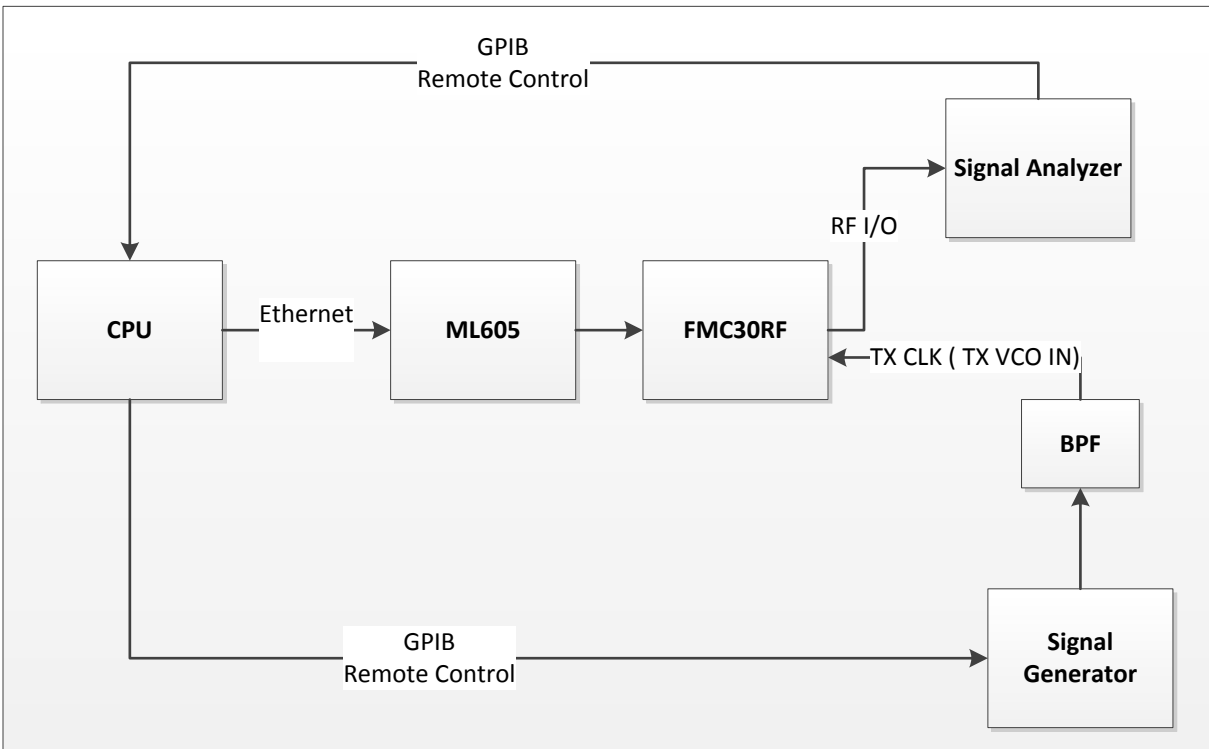 GPIB
Remote Control
Signal Analyzer
RF I/O
CPU
Ethernet
ML605
FMC30RF
TX CLK ( TX VCO IN)
BPF
GPIB
Remote Control
Signal
Generator